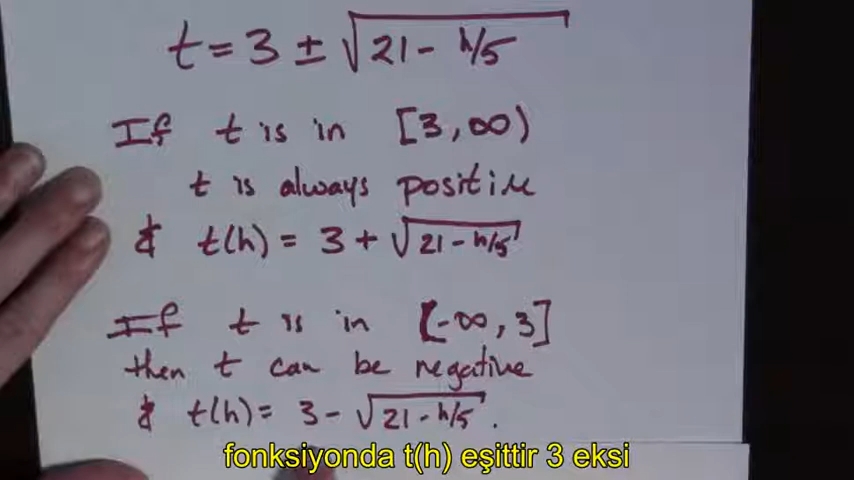 t = 3 ± √21 - h/5
If t is in [3, ∞)
t is always positive
& t(h) = 3 + √21 - h/5
If t is in [-∞, 3]
then t can be negative
& t(h) = 3 - √21 - h/5 .
fonksiyonda t(h) eşittir 3 eksi